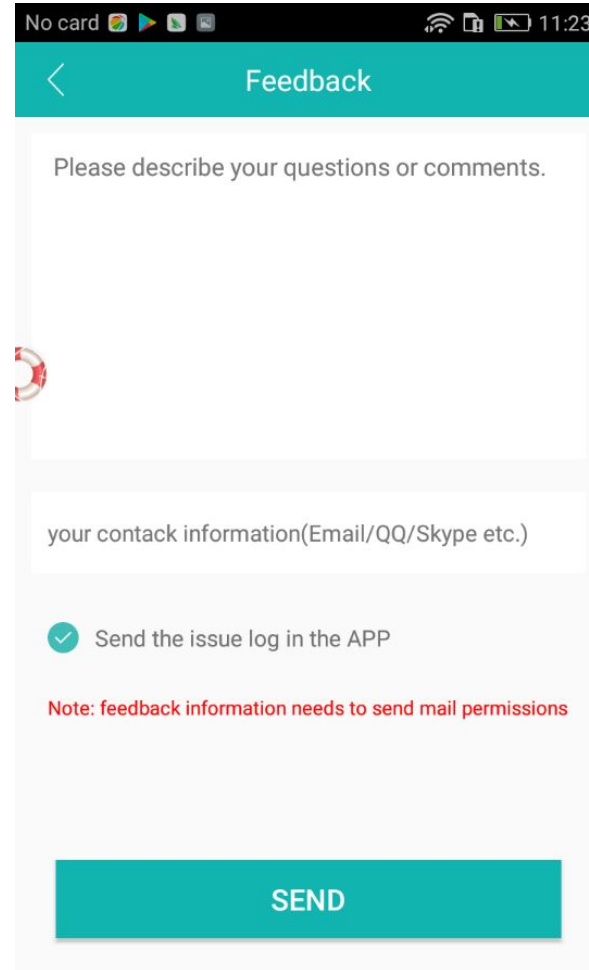 No card 11:23
Feedback
Please describe your questions or comments.
your contack information(Email/QQ/Skype etc.)
Send the issue log in the APP
Note: feedback information needs to send mail permissions
SEND